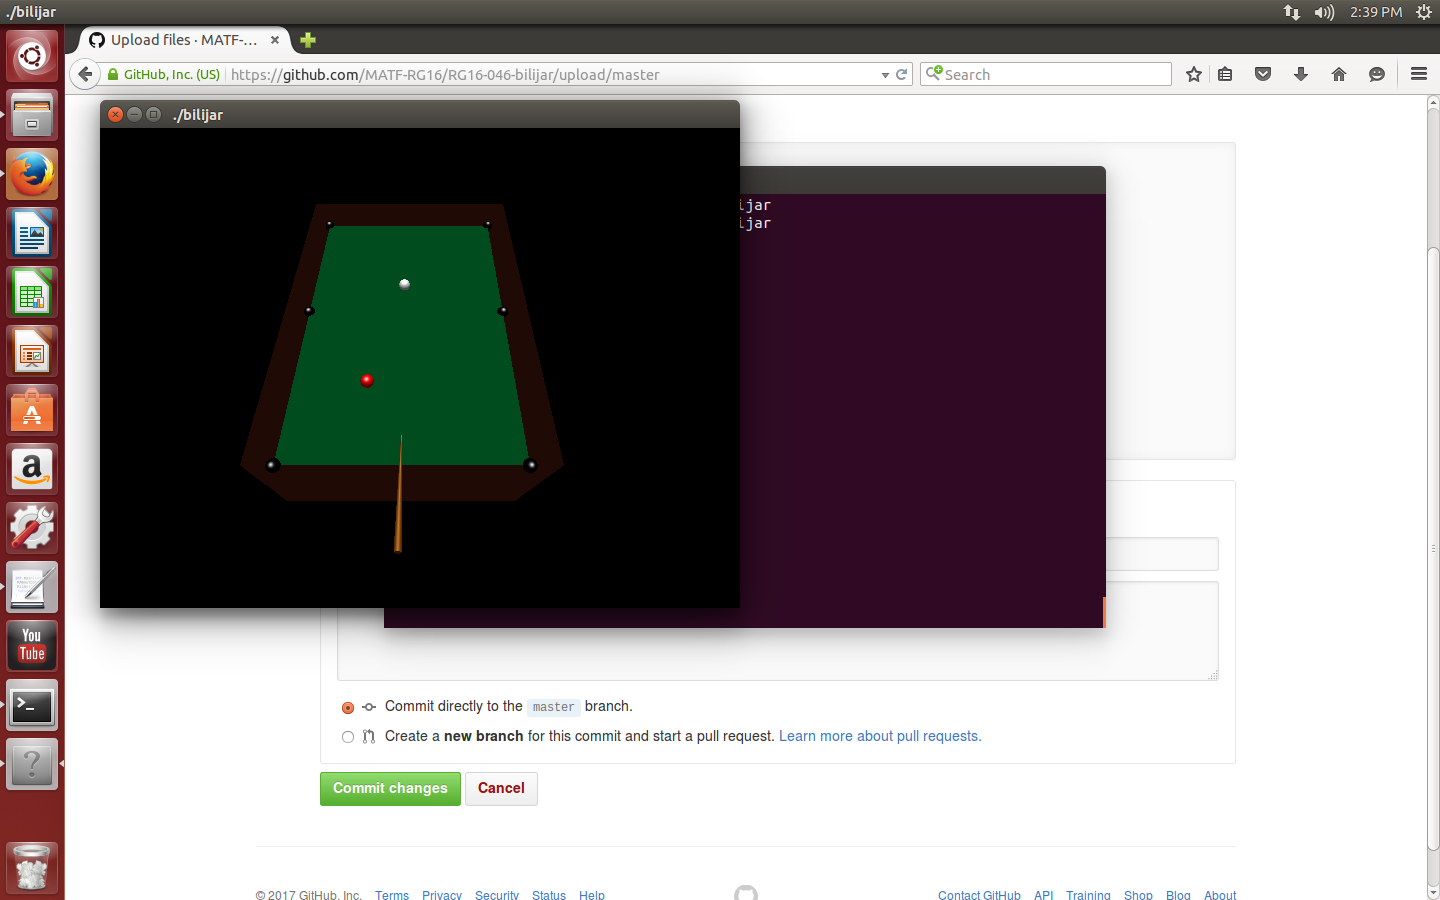 ./bilijar
2:39 PM
Upload files · MATF-...
GitHub, Inc. (US)
https://github.com/MATF-RG16/RG16-046-bilijar/upload/master
Search
./bilijar
ijar
ijar
a
You
Tube
>_
?
Commit directly to the master branch.
Create a new branch for this commit and start a pull request. Learn more about pull requests.
Commit changes
Cancel
© 2017 GitHub, Inc.
Terms
Privacy
Security
Status
Help
Contact GitHub
API
Training
Shop
Blog
About